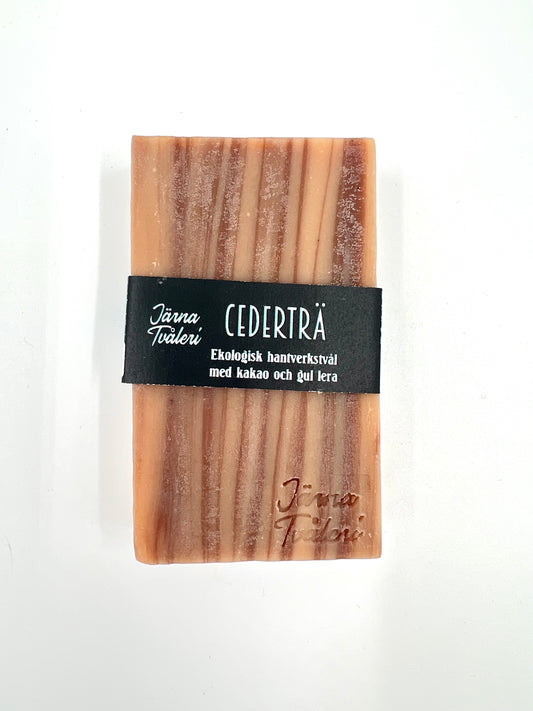 Järna
Tvåleri
CEDERTRÄ
Ekologisk hantverkstvål
med kakao och gul lera
Järna
Tvåleri